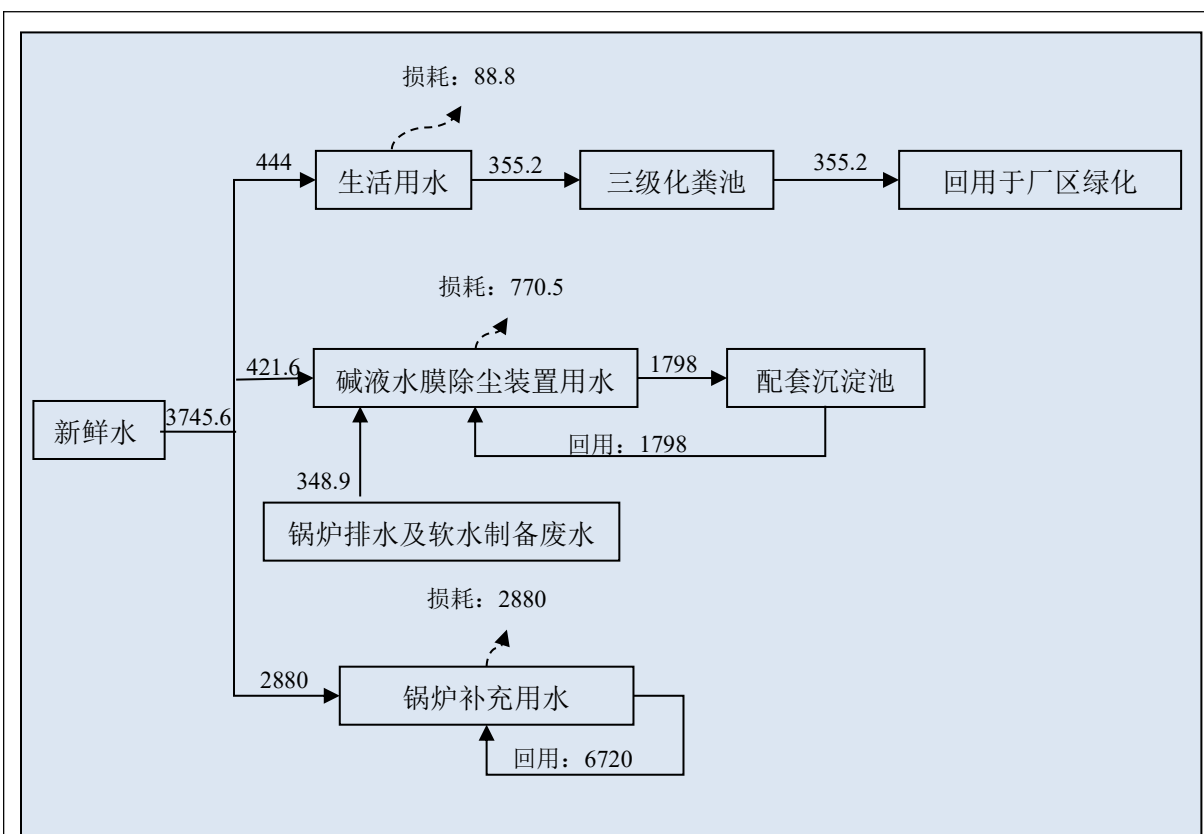 损耗：88.8
444
生活用水
355.2
三级化粪池
355.2
回用于厂区绿化
损耗：770.5
421.6
碱液水膜除尘装置用水
1798
配套沉淀池
新鲜水
3745.6
回用：1798
348.9
锅炉排水及软水制备废水
损耗：2880
2880
锅炉补充用水
回用：6720